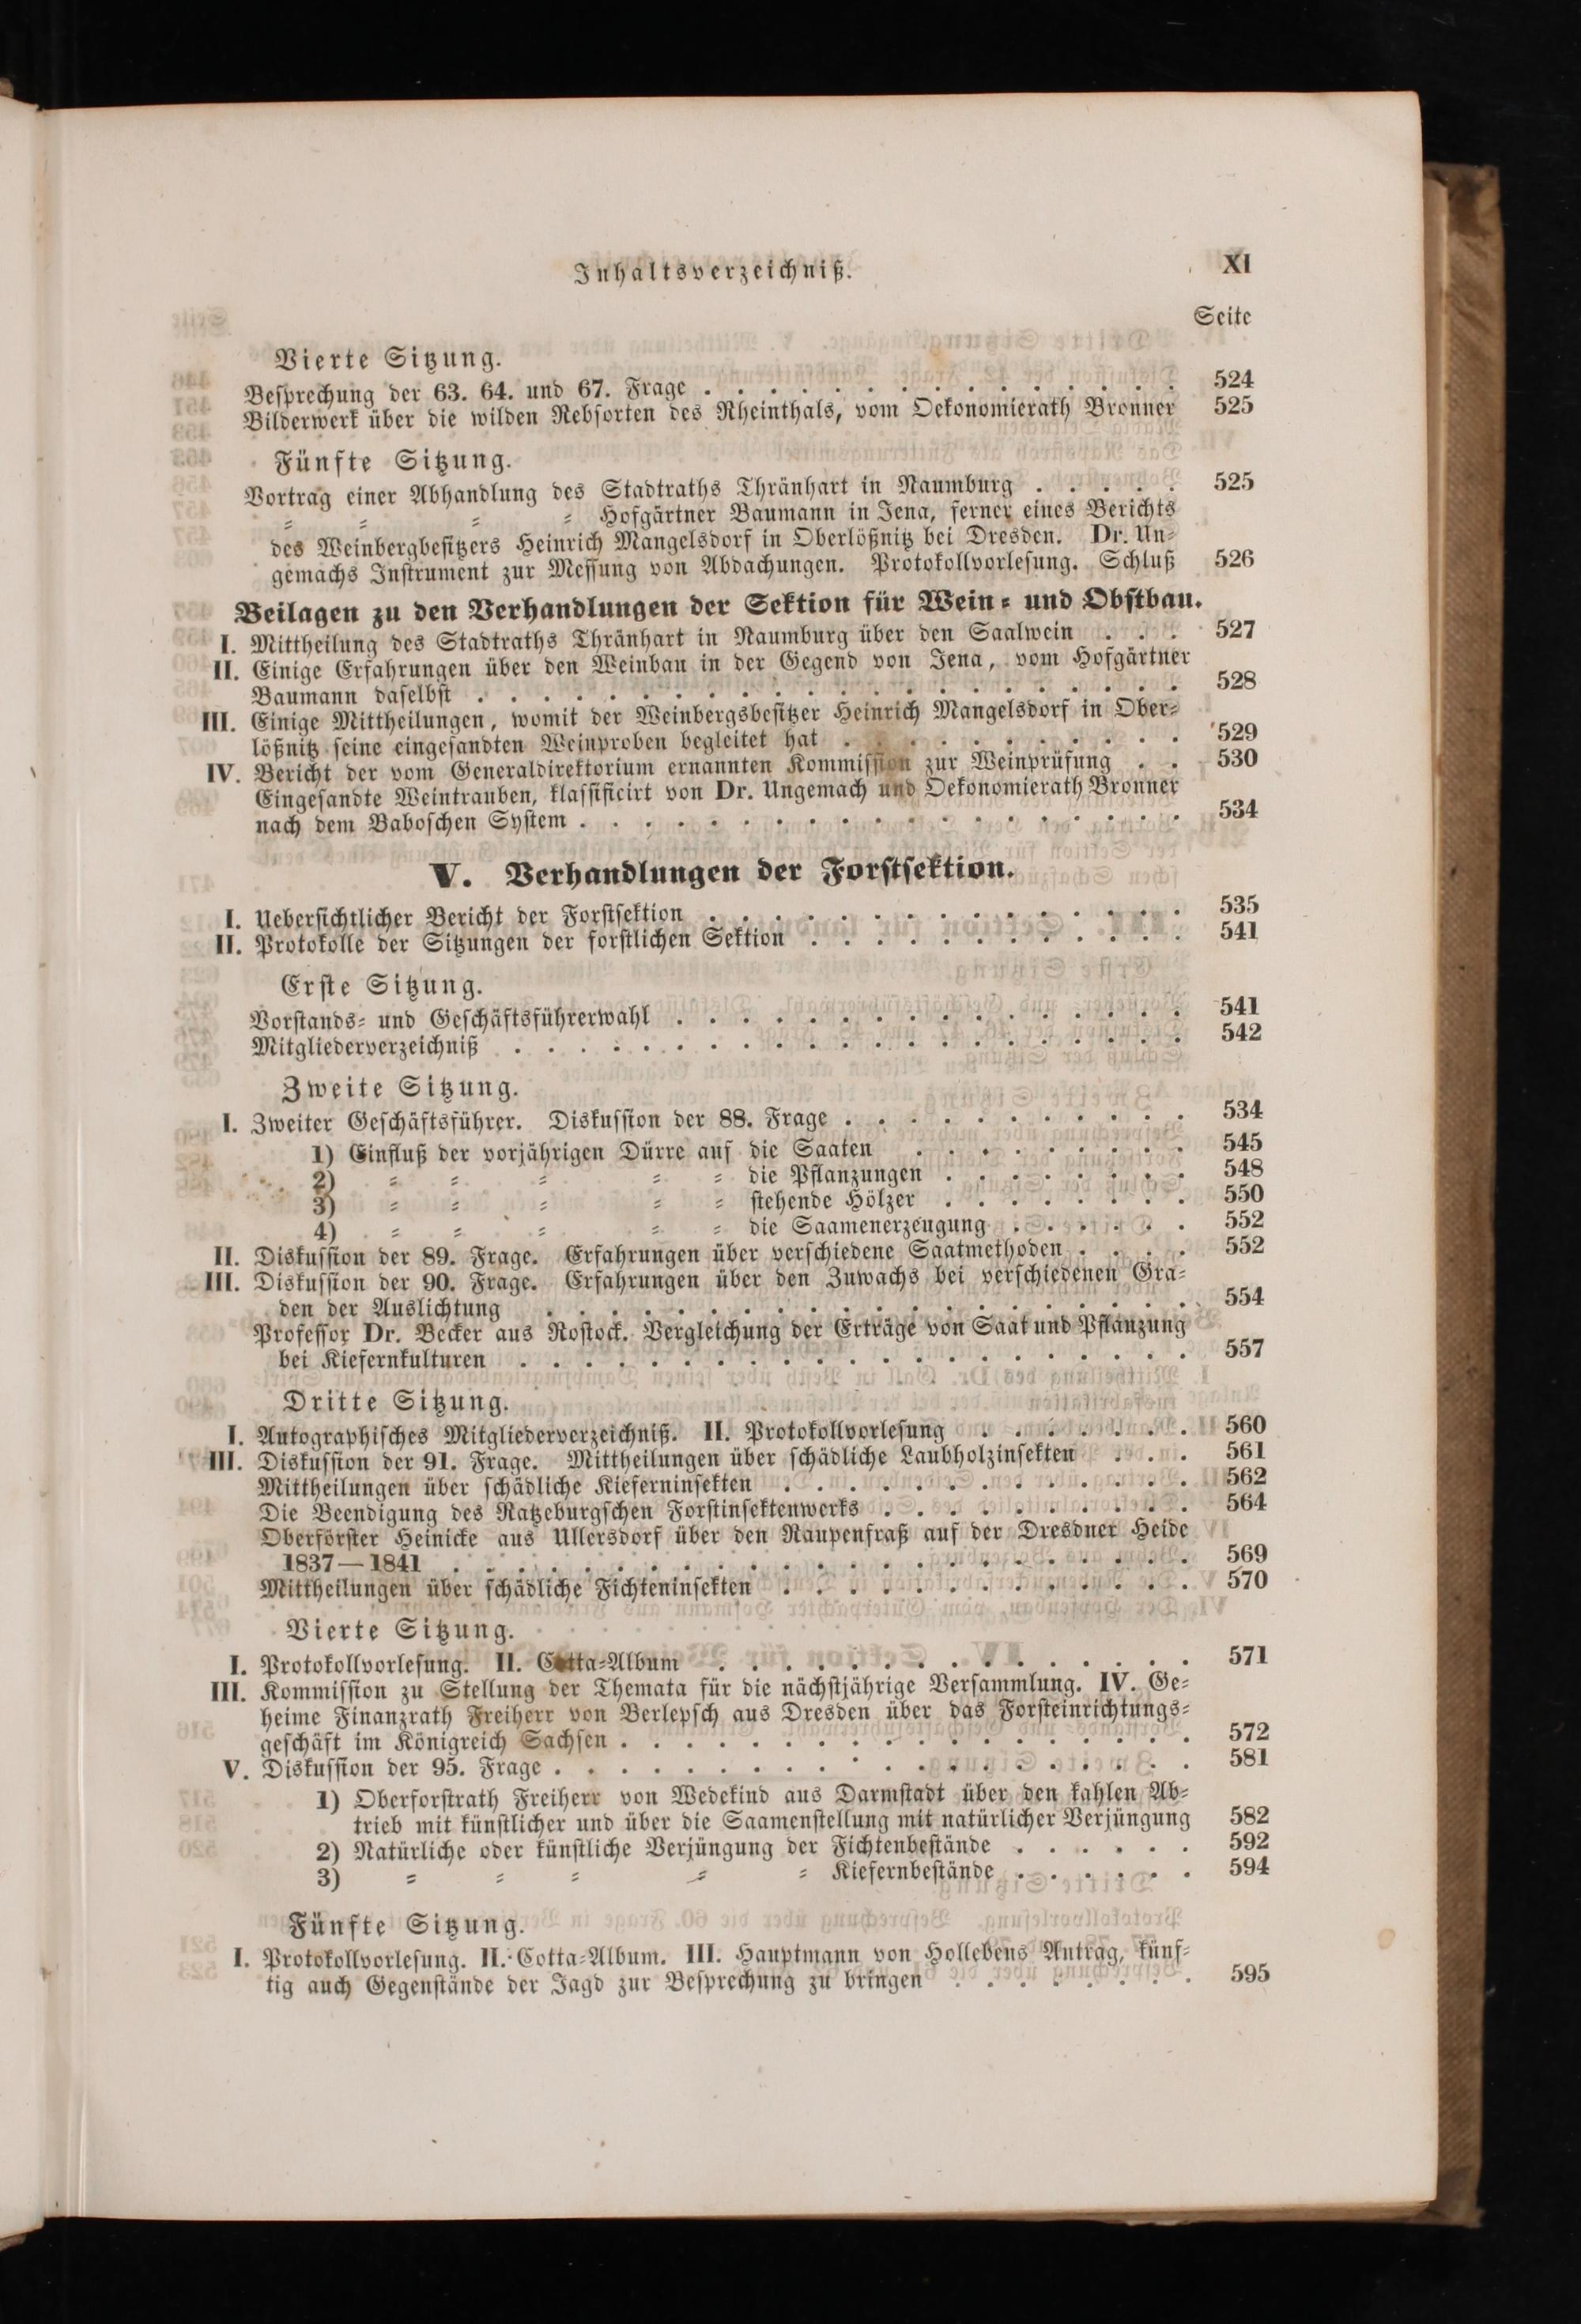 Inhaltsverzeichniß. XI
Seite
Vierte Sitzung.
Besprechung der 63. 64. und 67. Frage . . . . . . . . . . . . . . . 524
Bilderwerk über die wilden Rebsorten des Rheinthals, vom Oekonomierath Bronner 525
Fünfte Sitzung.
Vortrag einer Abhandlung des Stadtraths Thränhart in Naumburg . . . . . 525
= = = = Hofgärtner Baumann in Jena, ferner eines Berichts
des Weinbergbesitzers Heinrich Mangelsdorf in Oberlößnitz bei Dresden. Dr. Un=
gemachs Instrument zur Messung von Abdachungen. Protokollvorlesung. Schluß 526
Beilagen zu den Verhandlungen der Sektion für Wein= und Obstbau.
I. Mittheilung des Stadtraths Thränhart in Naumburg über den Saalwein . . . 527
II. Einige Erfahrungen über den Weinbau in der Gegend von Jena, vom Hofgärtner
Baumann daselbst . . . . . . . . . . . . . . . . . . . . . . 528
III. Einige Mittheilungen, womit der Weinbergsbesitzer Heinrich Mangelsdorf in Ober=
lößnitz seine eingesandten Weinproben begleitet hat . . . . . . . . . . . 529
IV. Bericht der vom Generaldirektorium ernannten Kommission zur Weinprüfung . . 530
Eingesandte Weintrauben, klassificirt von Dr. Ungemach und Oekonomierath Bronner
nach dem Baboschen System . . . . . . . . . . . . . . . . . . . 534
V. Verhandlungen der Forstsektion.
I. Uebersichtlicher Bericht der Forstsektion . . . . . . . . . . . . . . . 535
II. Protokolle der Sitzungen der forstlichen Sektion . . . . . . . . . . . . 541
Erste Sitzung.
Vorstands= und Geschäftsführerwahl . . . . . . . . . . . . . . . . 541
Mitgliederverzeichniß . . . . . . . . . . . . . . . . . . . . . 542
Zweite Sitzung.
I. Zweiter Geschäftsführer. Diskussion der 88. Frage . . . . . . . . . . . 534
1) Einfluß der vorjährigen Dürre auf die Saaten . . . . . . . . . 545
2) = = = = = die Pflanzungen . . . . . . . . 548
3) = = = = = stehende Hölzer . . . . . . . . 550
4) = = = = = die Saamenerzeugung . . . . . . 552
II. Diskussion der 89. Frage. Erfahrungen über verschiedene Saatmethoden . . . . 552
III. Diskussion der 90. Frage. Erfahrungen über den Zuwachs bei verschiedenen Gra=
den der Auslichtung . . . . . . . . . . . . . . . . . . . . 554
Professor Dr. Becker aus Rostock. Vergleichung der Erträge von Saat und Pflanzung
bei Kiefernkulturen . . . . . . . . . . . . . . . . . . . . . 557
Dritte Sitzung.
I. Autographisches Mitgliederverzeichniß. II. Protokollvorlesung . . . . . . . 560
III. Diskussion der 91. Frage. Mittheilungen über schädliche Laubholzinsekten . . . 561
Mittheilungen über schädliche Kieferninsekten . . . . . . . . . . . . . 562
Die Beendigung des Ratzeburgschen Forstinsektenwerks . . . . . . . . . . 564
Oberförster Heinicke aus Ullersdorf über den Raupenfraß auf der Dresdner Heide
1837—1841 . . . . . . . . . . . . . . . . . . . . . . . 569
Mittheilungen über schädliche Fichteninsekten . . . . . . . . . . . . . 570
Vierte Sitzung.
I. Protokollvorlesung. II. Cotta=Album . . . . . . . . . . . . . . . 571
III. Kommission zu Stellung der Themata für die nächstjährige Versammlung. IV. Ge=
heime Finanzrath Freiherr von Berlepsch aus Dresden über das Forsteinrichtungs=
geschäft im Königreich Sachsen . . . . . . . . . . . . . . . . . . 572
V. Diskussion der 95. Frage . . . . . . . . . . . . . . . . . . . . 581
1) Oberforstrath Freiherr von Wedekind aus Darmstadt über den kahlen Ab=
trieb mit künstlicher und über die Saamenstellung mit natürlicher Verjüngung 582
2) Natürliche oder künstliche Verjüngung der Fichtenbestände . . . . . . 592
3) = = = = = Kiefernbestände . . . . . . 594
Fünfte Sitzung.
I. Protokollvorlesung. II. Cotta=Album. III. Hauptmann von Hollebens Antrag, künf=
tig auch Gegenstände der Jagd zur Besprechung zu bringen . . . . . . . . 595